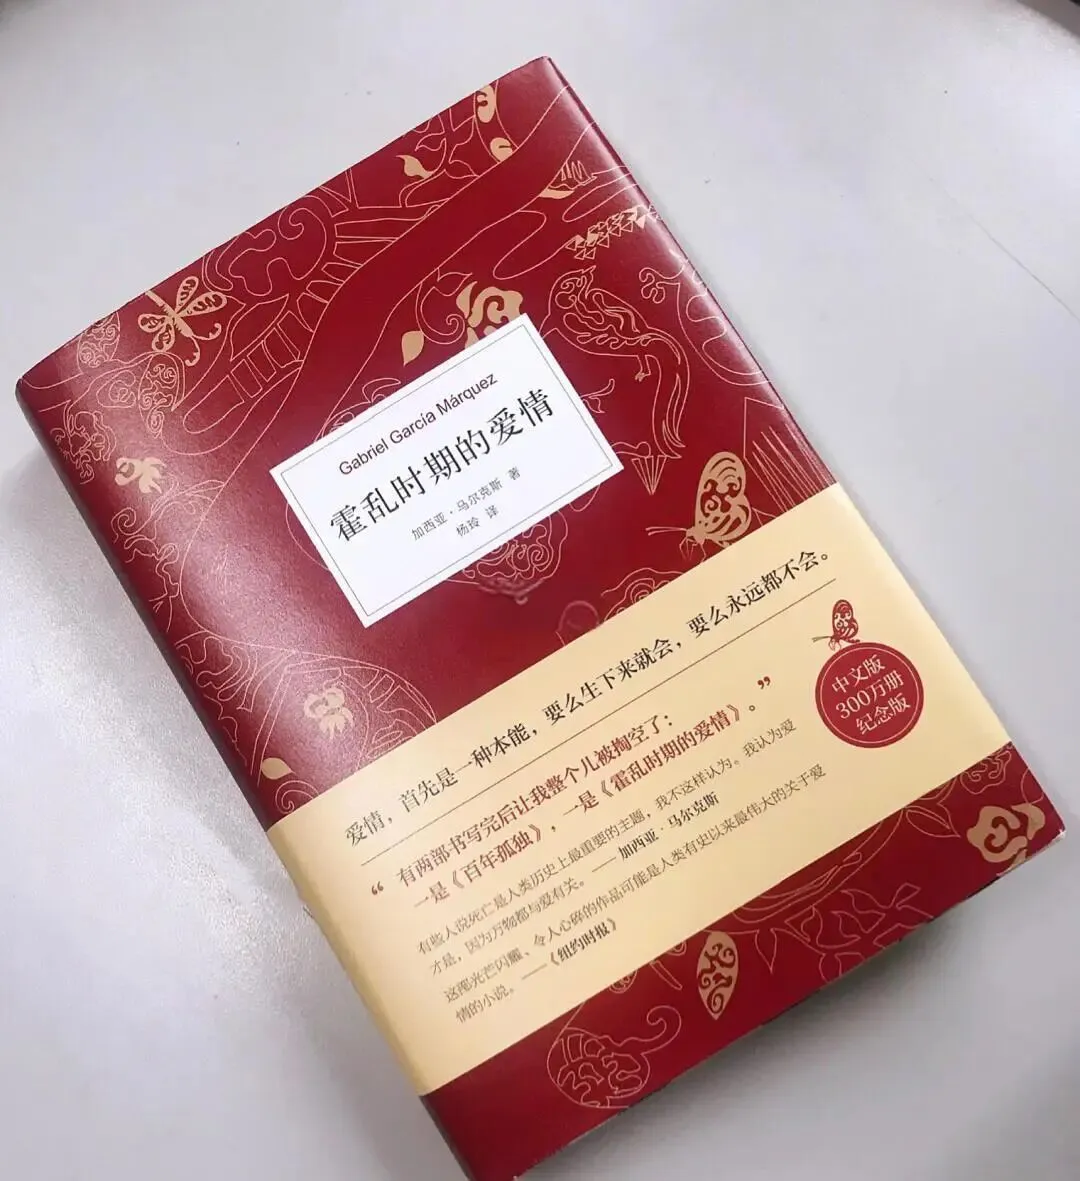 Gabriel García Márquez
霍乱时期的爱情
加西亚·马尔克斯 著
杨玲 译
爱情，首先是一种本能，要么生下来就会，要么永远都不会。
中文版
300万册
纪念版
“有两部书写完后让我整个儿被掏空了：
一是《百年孤独》，一是《霍乱时期的爱情》。”
有些人说死亡是人类历史上最重要的主题，我不这样认为。我认为爱
才是，因为万物都与爱有关。——加西亚·马尔克斯
这部光芒闪耀、令人心碎的作品可能是人类有史以来最伟大的关于爱
情的小说。——《纽约时报》